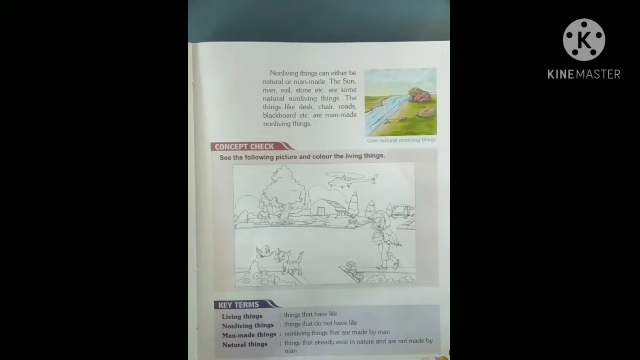 Nonliving things can either be
natural or man-made. The Sun,
river, soil, stone etc. are some
natural nonliving things. The
things like desk, chair, roads,
blackboard etc. are man-made
nonliving things.
natural nonliving things
CONCEPT CHECK
See the following picture and colour the living things.
KEY TERMS
Living things : things that have life
Nonliving things : things that do not have life
Man-made things : nonliving things that are made by man
Natural things : things that already exist in nature and are not made by
man
K
KINEMASTER